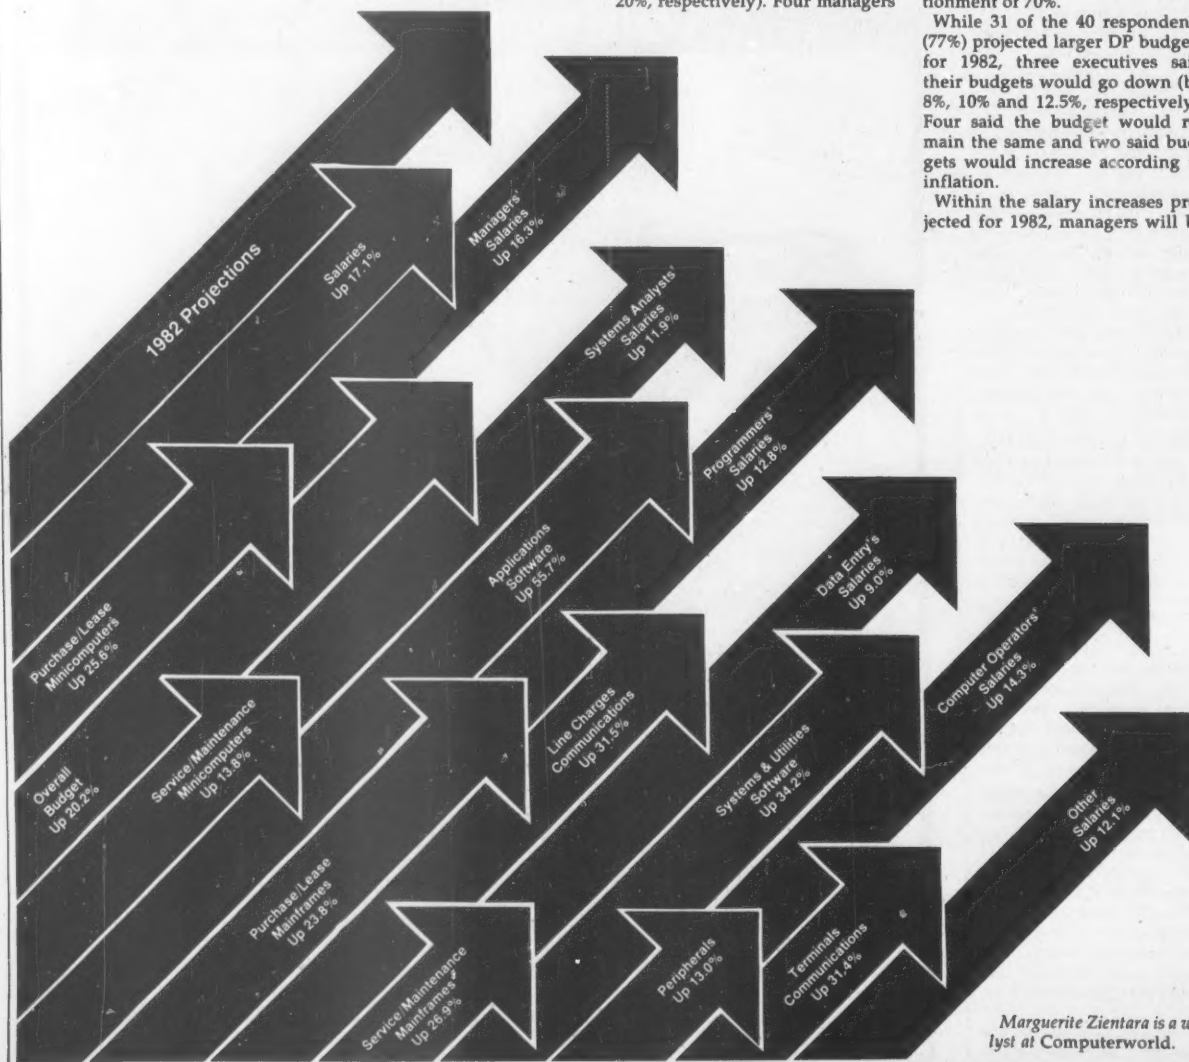 20%, respectively). Four managers
tionment of 70%.
While 31 of the 40 responden
(77%) projected larger DP budge
for 1982, three executives sai
their budgets would go down (b
8%, 10% and 12.5%, respectively
Four said the budget would r
main the same and two said bud
gets would increase according
inflation.
Within the salary increases pr
jected for 1982, managers will b
1982 Projections
Salaries
Up 17.1%
Managers'
Salaries
Up 16.3%
Systems Analysts'
Salaries
Up 11.9%
Programmers'
Salaries
Up 12.8%
Applications
Software
Up 55.7%
Data Entry's
Salaries
Up 9.0%
Purchase/Lease
Minicomputers
Up 25.6%
Computer Operators'
Salaries
Up 14.3%
Line Charges
Communications
Up 31.5%
Service/Maintenance
Minicomputers
Up 13.8%
Systems & Utilities
Software
Up 34.2%
Overall
Budget
Up 20.2%
Other
Salaries
Up 12.1%
Purchase/Lease
Mainframes
Up 23.8%
Peripherals
Up 13.0%
Terminals
Communications
Up 31.4%
Service/Maintenance
Mainframes
Up 26.9%
Marguerite Zientara is a
lyst at Computerworld.